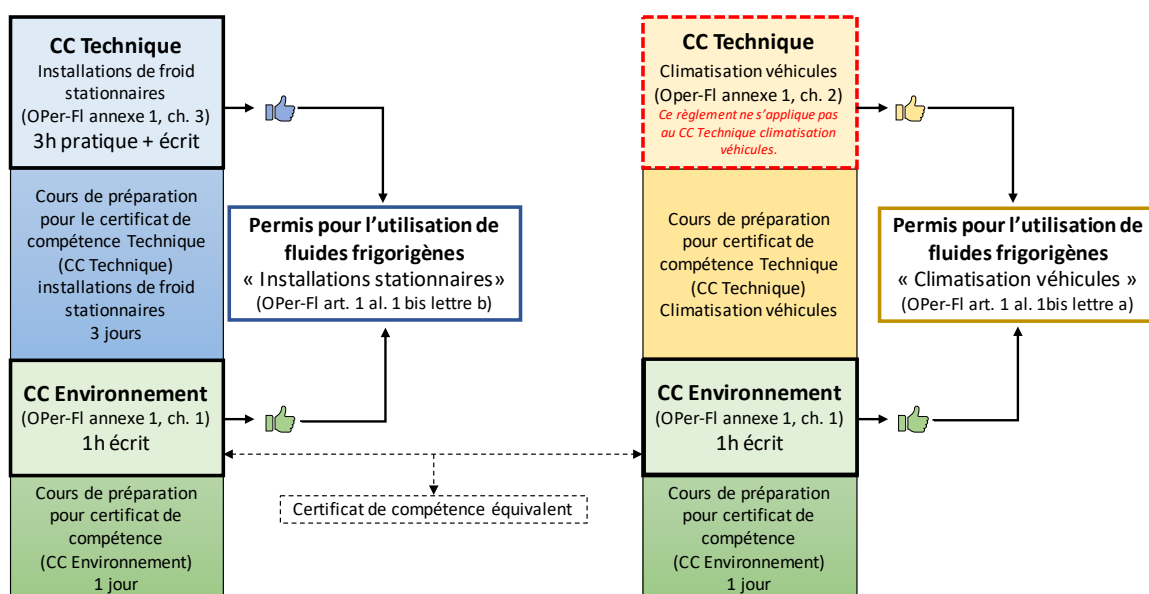 CC Technique
Installations de froid
stationnaires
(OPer-Fl annexe 1, ch. 3)
3h pratique + écrit
Cours de préparation
pour le certificat de
compétence Technique
(CC Technique)
installations de froid
stationnaires
3 jours
CC Environnement
(OPer-Fl annexe 1, ch. 1)
1h écrit
Cours de préparation
pour certificat de
compétence
(CC Environnement)
1 jour
Permis pour l'utilisation de
fluides frigorigènes
« Installations stationnaires»
(OPer-Fl art. 1 al. 1 bis lettre b)
Certificat de compétence équivalent
CC Technique
Climatisation véhicules
(Oper-Fl annexe 1, ch. 2)
Ce règlement ne s'applique pas
au CC Technique climatisation
véhicules.
Cours de préparation
pour certificat de
compétence Technique
(CC Technique)
Climatisation véhicules
CC Environnement
(OPer-Fl annexe 1, ch. 1)
1h écrit
Cours de préparation
pour certificat de
compétence
(CC Environnement)
1 jour
Permis pour l'utilisation de
fluides frigorigènes
« Climatisation véhicules »
(OPer-Fl art. 1 al. 1bis lettre a)